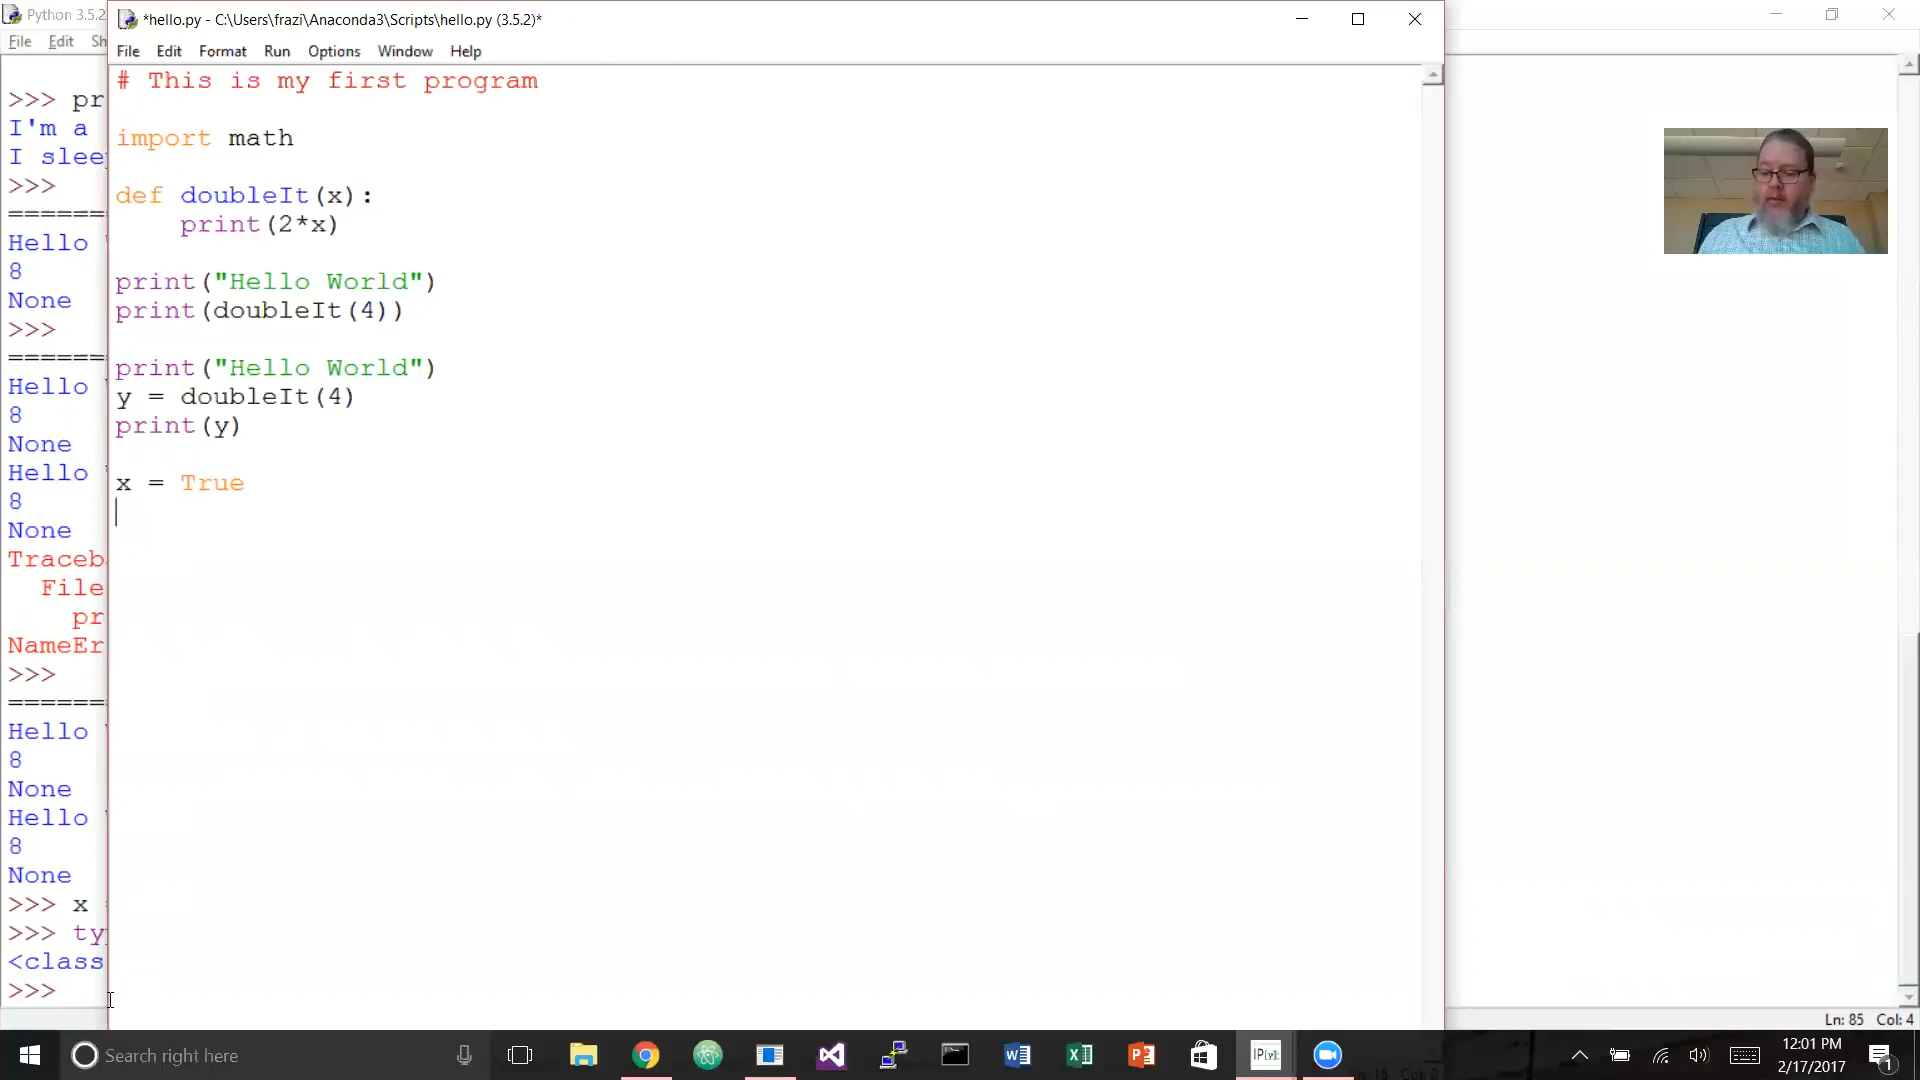 Python 3.5.2
File Edit Sh
*hello.py - C:\Users\frazi\Anaconda3\Scripts\hello.py (3.5.2)*
File Edit Format Run Options Window Help
# This is my first program
import math
def doubleIt(x):
    print(2*x)
print("Hello World")
print(doubleIt(4))
print("Hello World")
y = doubleIt(4)
print(y)
x = True
>>> pr
I'm a
I slee
>>>
=======
Hello
8
None
>>>
=======
Hello
8
None
Hello
8
None
Traceb
File
pr
NameEr
>>>
=======
Hello
8
None
Hello
8
None
>>> x
>>> ty
<class
>>>
Ln: 85 Col: 4
Search right here
IP[y]:
12:01 PM
2/17/2017
1